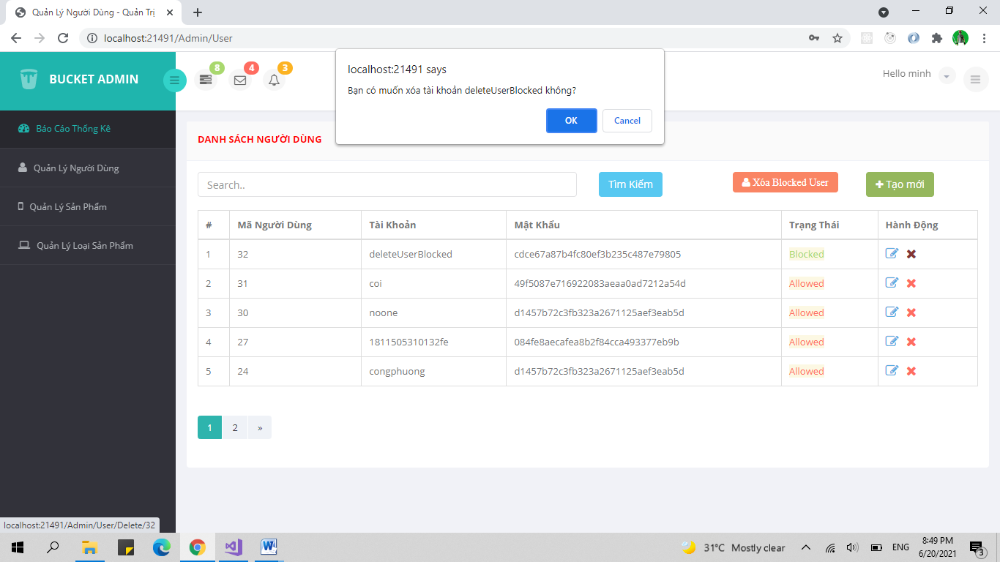 Quản Lý Người Dùng - Quản Trị
localhost:21491/Admin/User
BUCKET ADMIN
8
4
3
localhost:21491 says
Bạn có muốn xóa tài khoản deleteUserBlocked không?
OK
Cancel
Hello minh
Báo Cáo Thống Kê
Quản Lý Người Dùng
Quản Lý Sản Phẩm
Quản Lý Loại Sản Phẩm
DANH SÁCH NGƯỜI DÙNG
Search..
Tìm Kiếm
Xóa Blocked User
Tạo mới
# Mã Người Dùng Tài Khoản Mật Khẩu Trạng Thái Hành Động
1 32 deleteUserBlocked cdce67a87b4fc80ef3b235c487e79805 Blocked
2 31 coi 49f5087e716922083aeaa0ad7212a54d Allowed
3 30 noone d1457b72c3fb323a2671125aef3eab5d Allowed
4 27 1811505310132fe 084fe8aecafea8b2f84cca493377eb9b Allowed
5 24 congphuong d1457b72c3fb323a2671125aef3eab5d Allowed
1 2 »
localhost:21491/Admin/User/Delete/32
31°C Mostly clear
ENG
8:49 PM
6/20/2021
3